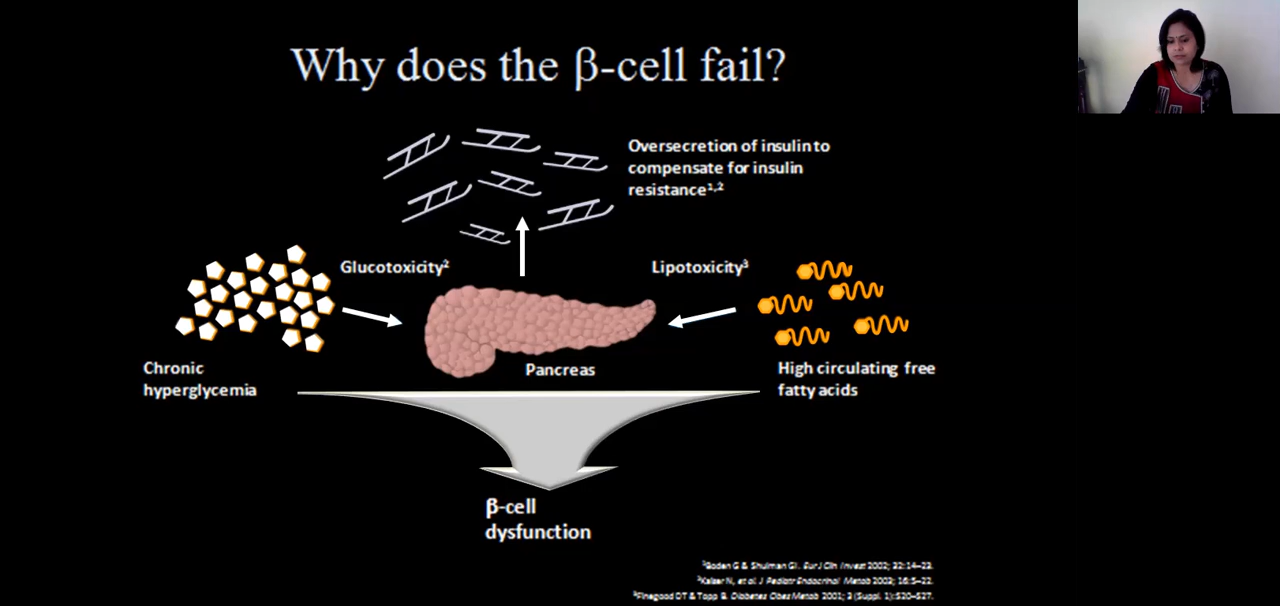 Why does the β-cell fail?
Oversecretion of insulin to
compensate for insulin
resistance¹,²
Glucotoxicity²
Lipotoxicity³
Chronic
hyperglycemia
Pancreas
High circulating free
fatty acids
β-cell
dysfunction
¹Boden G & Shulman GI. Eur J Clin Invest 2002; 32:14–23.
²Kaiser N, et al. J Pediatr Endocrinol Metab 2003; 16:5–22.
³Finegood DT & Topp B. Diabetes Obes Metab 2001; 3 (Suppl. 1):S20–S27.